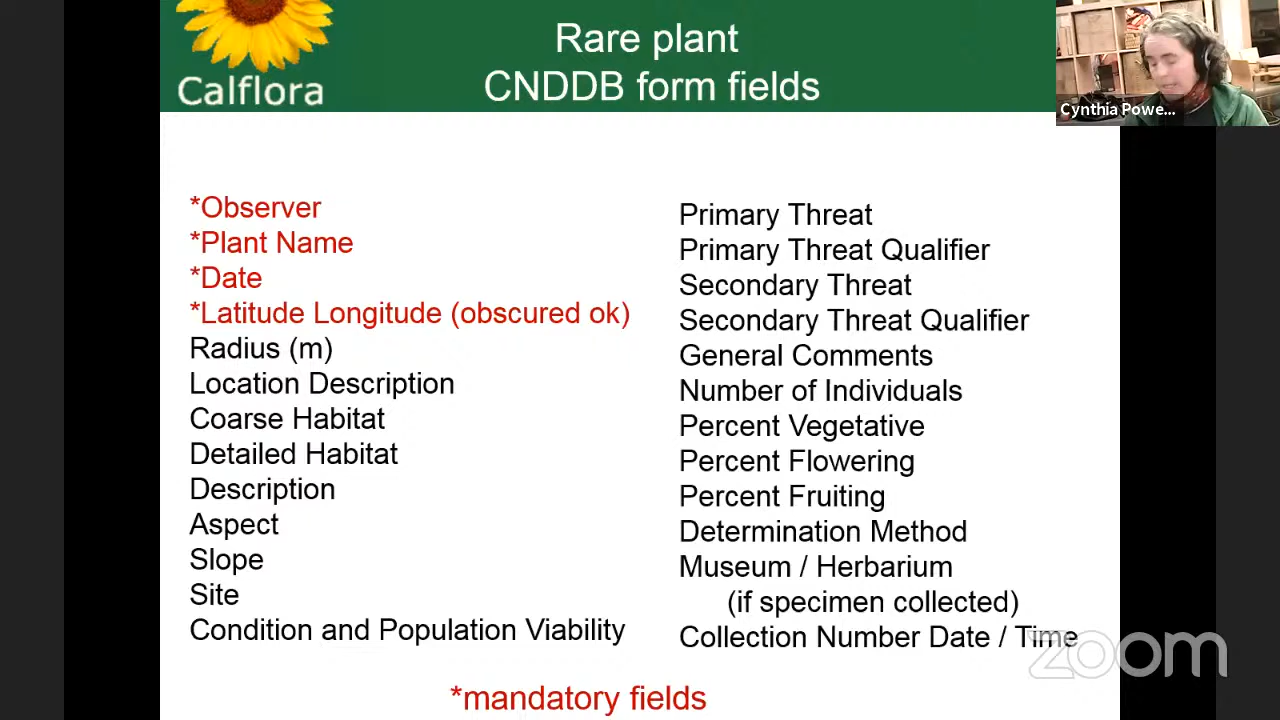 Rare plant
CNDDB form fields
Calflora
Cynthia Powe...
*Observer
*Plant Name
*Date
*Latitude Longitude (obscured ok)
Radius (m)
Location Description
Coarse Habitat
Detailed Habitat
Description
Aspect
Slope
Site
Condition and Population Viability
Primary Threat
Primary Threat Qualifier
Secondary Threat
Secondary Threat Qualifier
General Comments
Number of Individuals
Percent Vegetative
Percent Flowering
Percent Fruiting
Determination Method
Museum / Herbarium
(if specimen collected)
Collection Number Date / Time
*mandatory fields
zoom